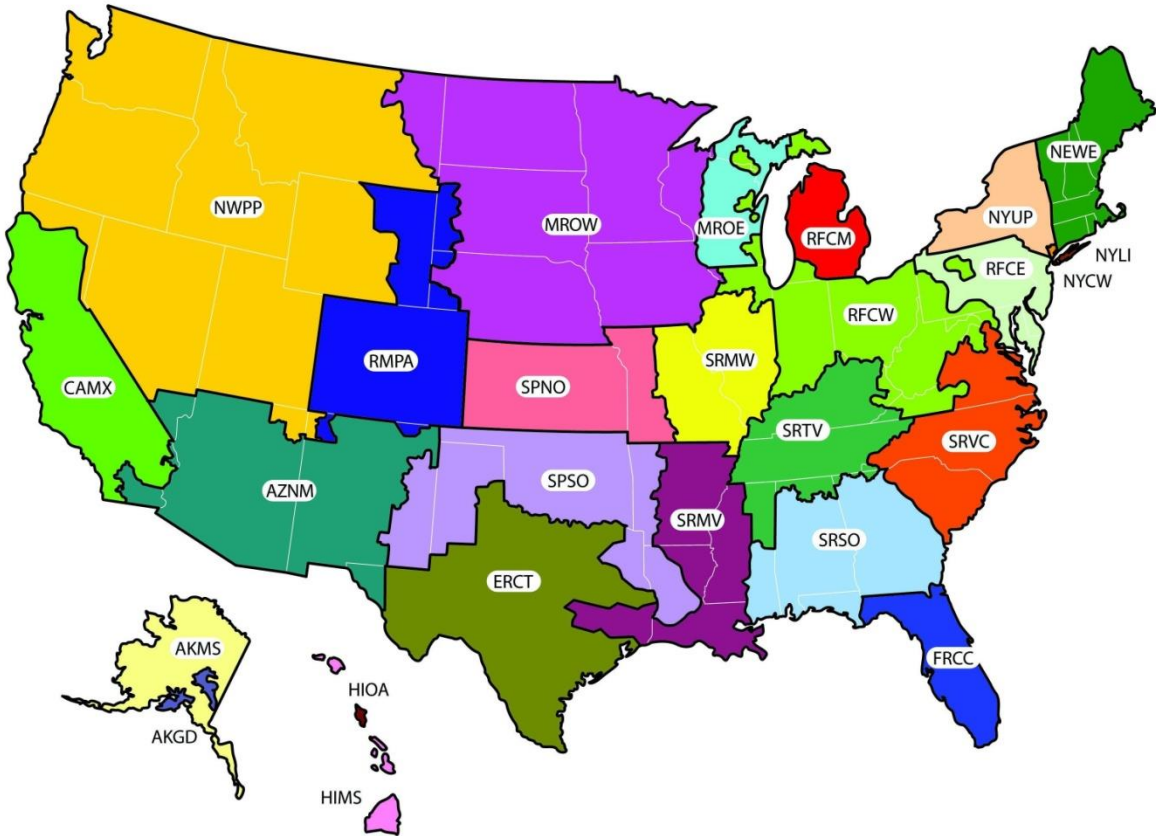 NEWE
NWPP
MROW
MROE
RFCM
NYUP
NYLI
NYCW
RFCE
RFCW
RMPA
SRMW
CAMX
SPNO
SRTV
SRVC
AZNM
SPSO
SRMV
SRSO
ERCT
FRCC
AKMS
HIOA
AKGD
HIMS